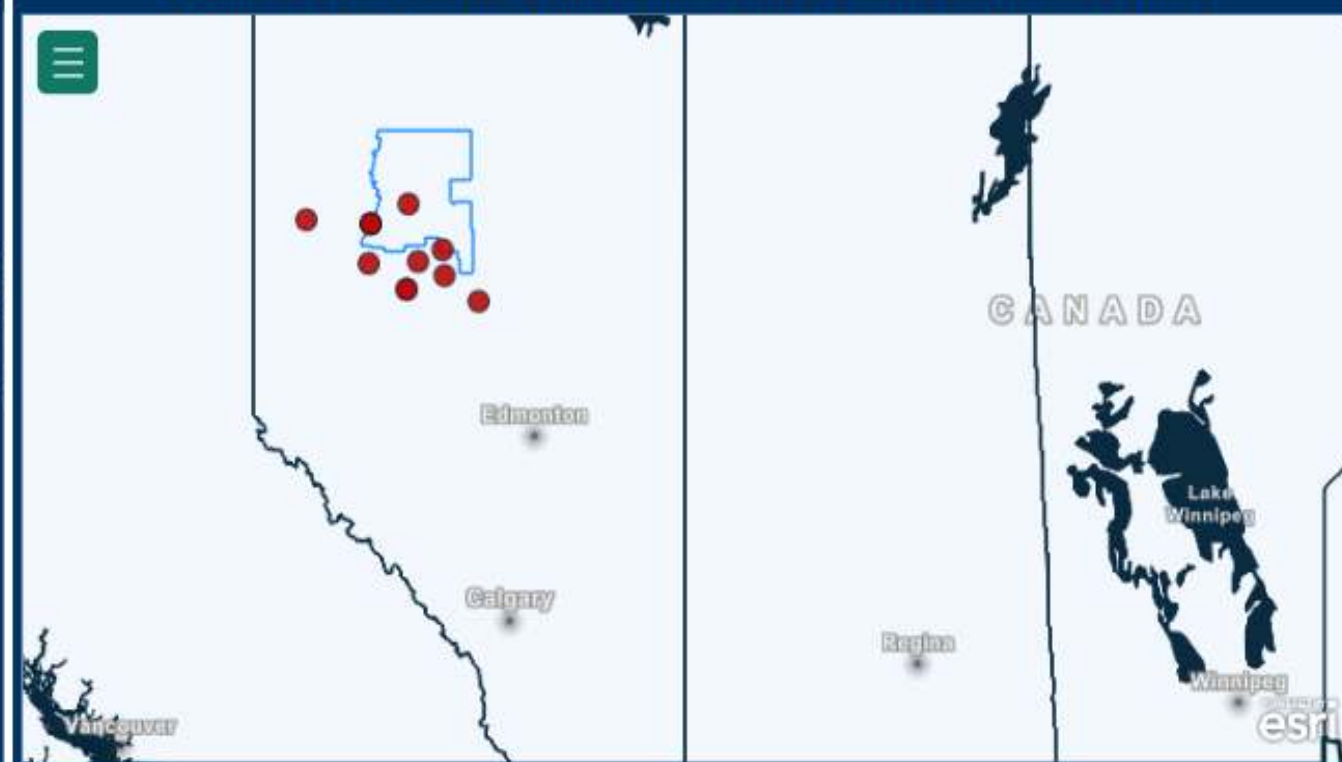 CANADA
Edmonton
Lake
Winnipeg
Calgary
Regina
Winnipeg
Vancouver
esri